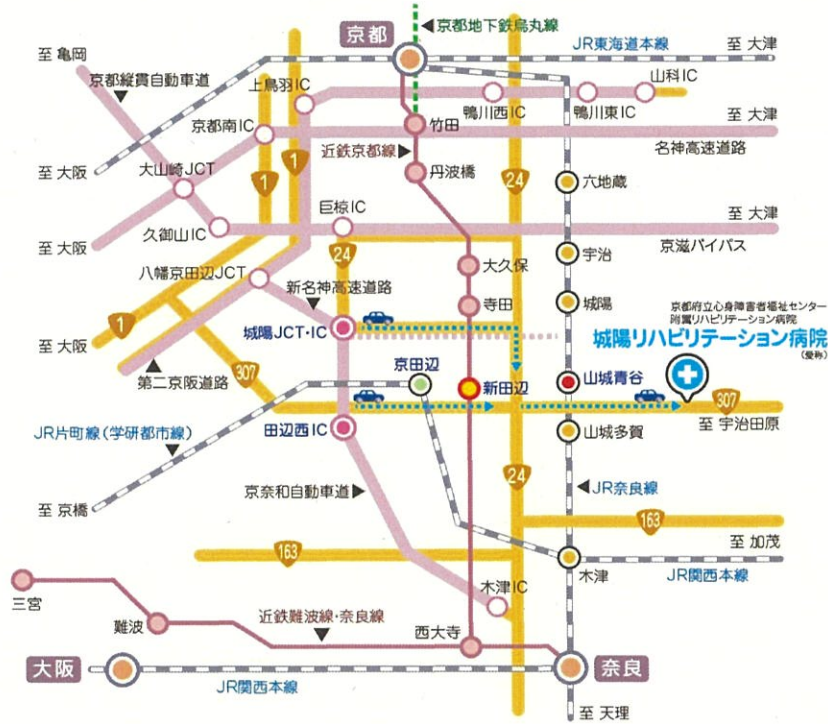 京都地下鉄烏丸線
京都
JR東海道本線
至 大津
至 亀岡
京都縦貫自動車道
上鳥羽IC
山科IC
鴨川西IC
鴨川東IC
京都南IC
竹田
至 大津
名神高速道路
近鉄京都線
丹波橋
至 大阪
大山崎JCT
1
1
24
六地蔵
巨椋IC
至 大津
京滋バイパス
久御山IC
至 大阪
24
宇治
八幡京田辺JCT
大久保
新名神高速道路
寺田
城陽
京都府立心身障害者福祉センター
附属リハビリテーション病院
城陽リハビリテーション病院
(愛称)
1
城陽JCT・IC
至 大阪
京田辺
第二京阪道路
307
新田辺
山城青谷
307
至 宇治田原
JR片町線(学研都市線)
田辺西IC
山城多賀
24
京奈和自動車道
JR奈良線
至 京橋
163
至 加茂
163
木津
JR関西本線
木津IC
三宮
難波
近鉄難波線・奈良線
西大寺
大阪
奈良
JR関西本線
至 天理